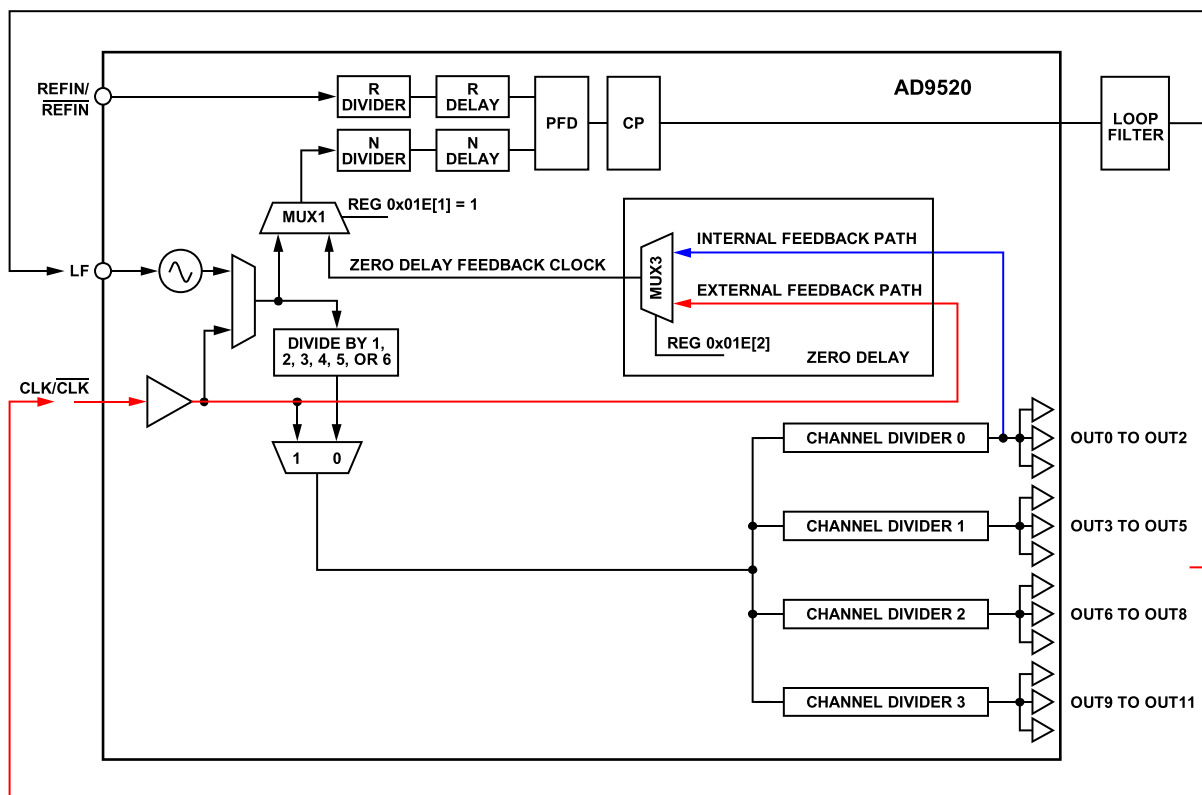 AD9520
REFIN/
REFIN
R
DIVIDER
R
DELAY
PFD
CP
LOOP
FILTER
N
DIVIDER
N
DELAY
REG 0x01E[1] = 1
MUX1
INTERNAL FEEDBACK PATH
LF
ZERO DELAY FEEDBACK CLOCK
MUX3
EXTERNAL FEEDBACK PATH
DIVIDE BY 1,
2, 3, 4, 5, OR 6
REG 0x01E[2]
ZERO DELAY
CLK/CLK
1 0
CHANNEL DIVIDER 0
OUT0 TO OUT2
CHANNEL DIVIDER 1
OUT3 TO OUT5
CHANNEL DIVIDER 2
OUT6 TO OUT8
CHANNEL DIVIDER 3
OUT9 TO OUT11